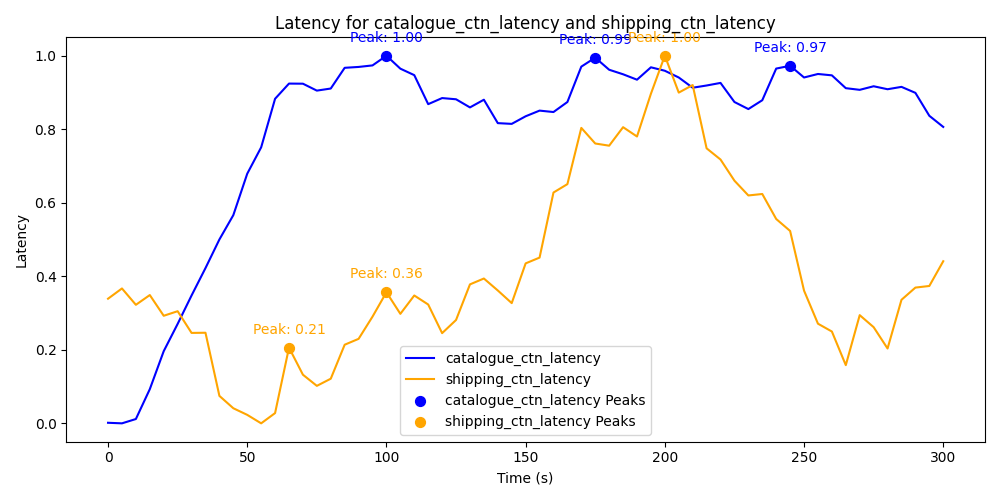 Latency for catalogue_ctn_latency and shipping_ctn_latency
Peak: 1.00
Peak: 0.99
Peak: 1.00
Peak: 0.97
Peak: 0.36
Peak: 0.21
Latency
1.0
0.8
0.6
0.4
0.2
0.0
catalogue_ctn_latency
shipping_ctn_latency
catalogue_ctn_latency Peaks
shipping_ctn_latency Peaks
0 50 100 150 200 250 300
Time (s)